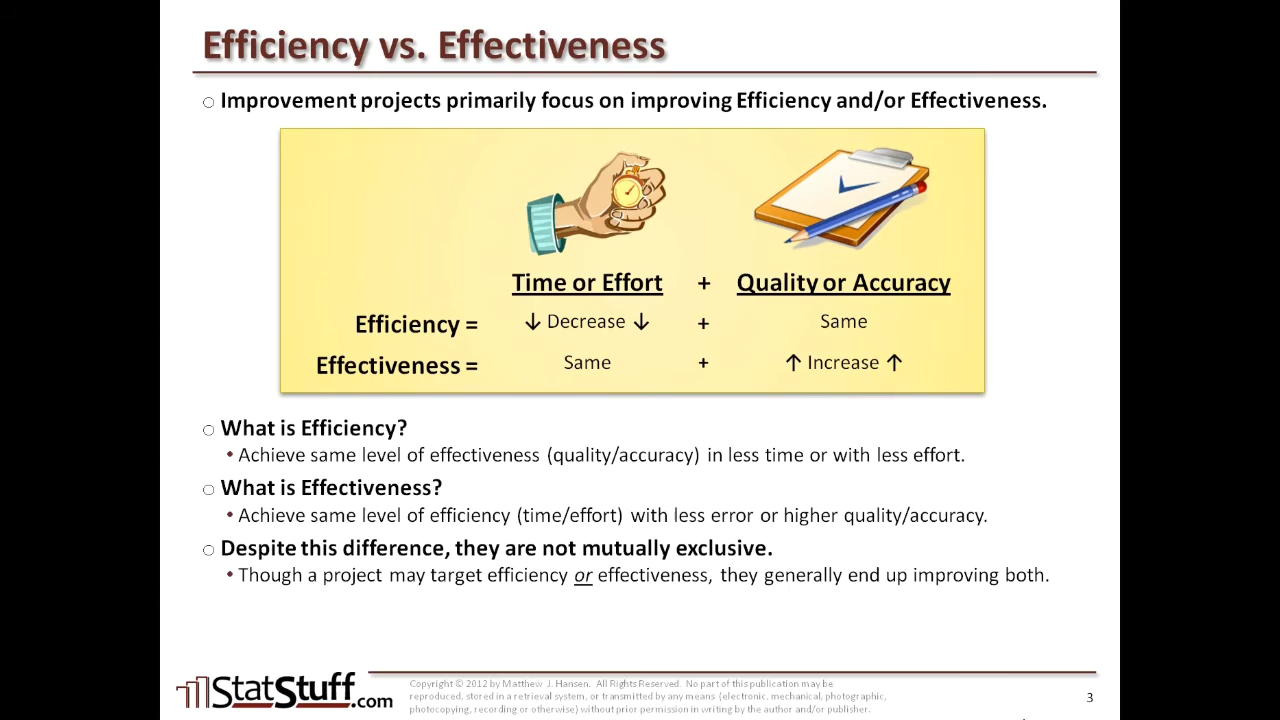 Efficiency vs. Effectiveness
○ Improvement projects primarily focus on improving Efficiency and/or Effectiveness.
Time or Effort + Quality or Accuracy
Efficiency = ↓ Decrease ↓ + Same
Effectiveness = Same + ↑ Increase ↑
○ What is Efficiency?
• Achieve same level of effectiveness (quality/accuracy) in less time or with less effort.
○ What is Effectiveness?
• Achieve same level of efficiency (time/effort) with less error or higher quality/accuracy.
○ Despite this difference, they are not mutually exclusive.
• Though a project may target efficiency or effectiveness, they generally end up improving both.
StatStuff.com
Copyright © 2012 by Matthew J. Hansen. All Rights Reserved. No part of this publication may be
reproduced, stored in a retrieval system, or transmitted by any means (electronic, mechanical, photographic,
photocopying, recording or otherwise) without prior permission in writing by the author and/or publisher.
3